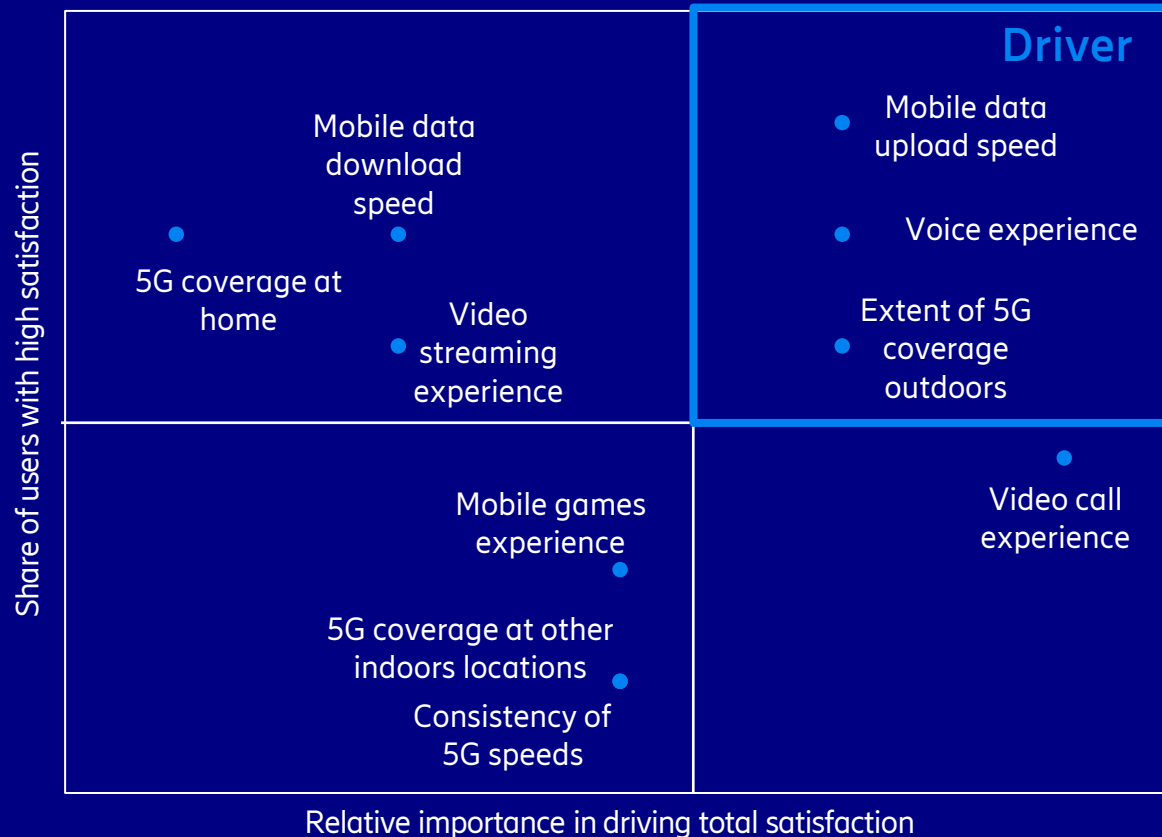 Driver
Mobile data
upload speed
Mobile data
download
speed
Voice experience
5G coverage at
home
Video
streaming
experience
Extent of 5G
coverage
outdoors
Video call
experience
Mobile games
experience
5G coverage at other
indoors locations
Consistency of
5G speeds
Share of users with high satisfaction
Relative importance in driving total satisfaction